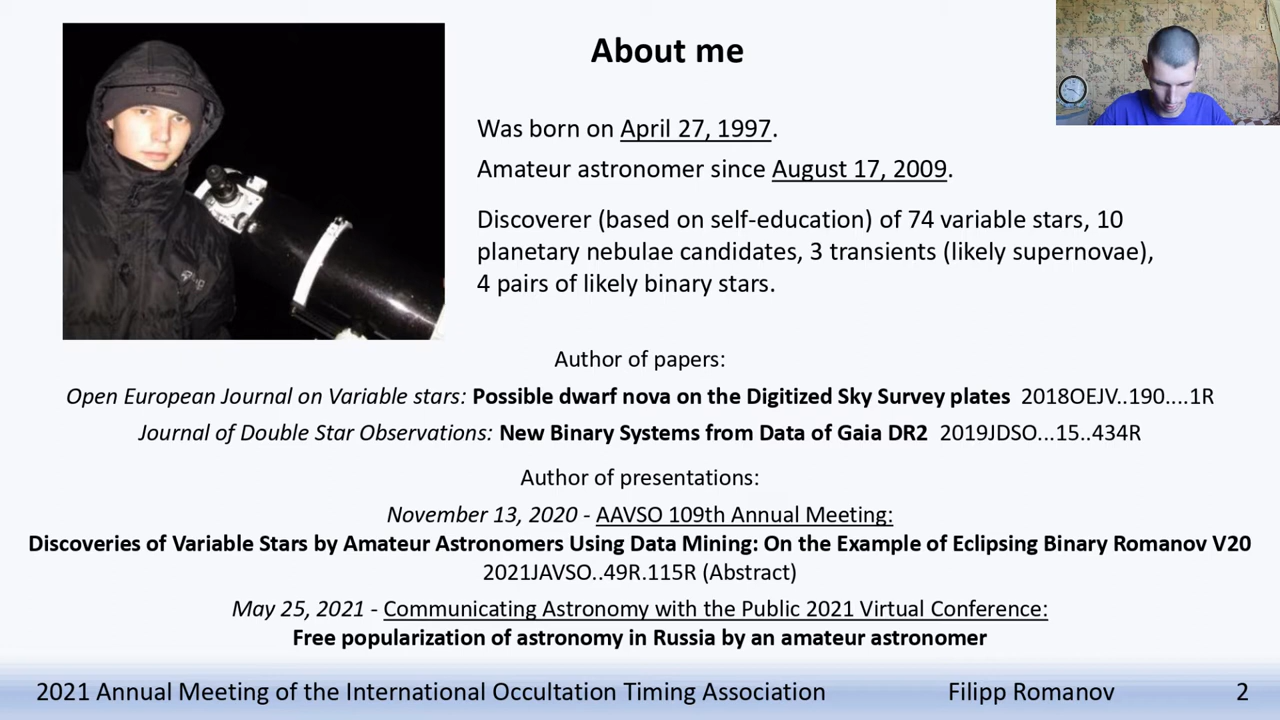 About me
Was born on April 27, 1997.
Amateur astronomer since August 17, 2009.
Discoverer (based on self-education) of 74 variable stars, 10
planetary nebulae candidates, 3 transients (likely supernovae),
4 pairs of likely binary stars.
Author of papers:
Open European Journal on Variable stars: Possible dwarf nova on the Digitized Sky Survey plates 2018OEJV..190....1R
Journal of Double Star Observations: New Binary Systems from Data of Gaia DR2 2019JDSO...15..434R
Author of presentations:
November 13, 2020 - AAVSO 109th Annual Meeting:
Discoveries of Variable Stars by Amateur Astronomers Using Data Mining: On the Example of Eclipsing Binary Romanov V20
2021JAVSO..49R.115R (Abstract)
May 25, 2021 - Communicating Astronomy with the Public 2021 Virtual Conference:
Free popularization of astronomy in Russia by an amateur astronomer
2021 Annual Meeting of the International Occultation Timing Association Filipp Romanov 2